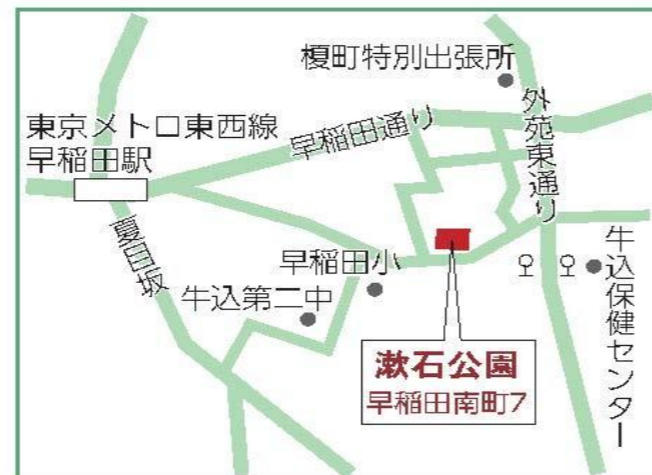 榎町特別出張所
外苑東通り
東京メトロ東西線
早稲田駅
早稲田通り
夏目坂
早稲田小
牛込第二中
牛込保健センター
漱石公園
早稲田南町7